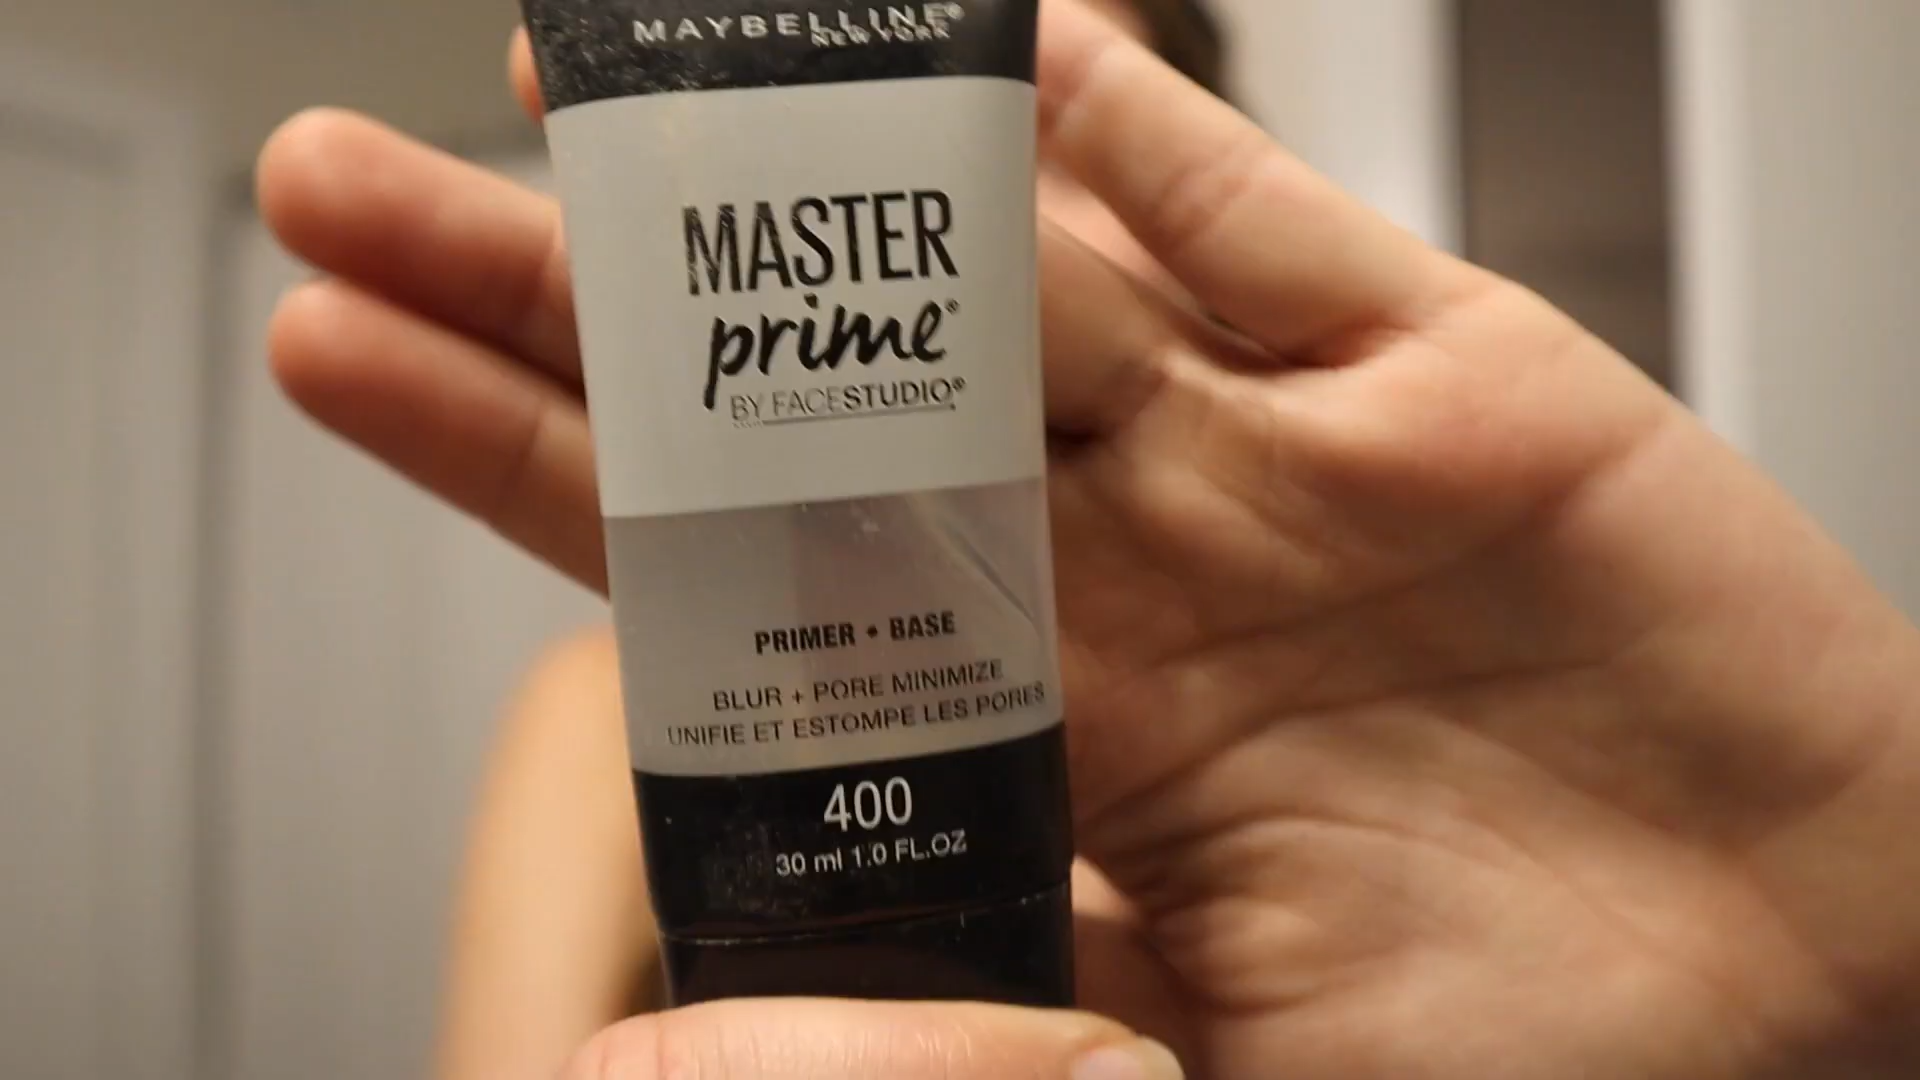 MAYBELLINE®
NEW YORK
MASTER
prime®
BY FACESTUDIO®
PRIMER • BASE
BLUR + PORE MINIMIZE
UNIFIE ET ESTOMPE LES PORES
400
30 ml 1.0 FL.OZ